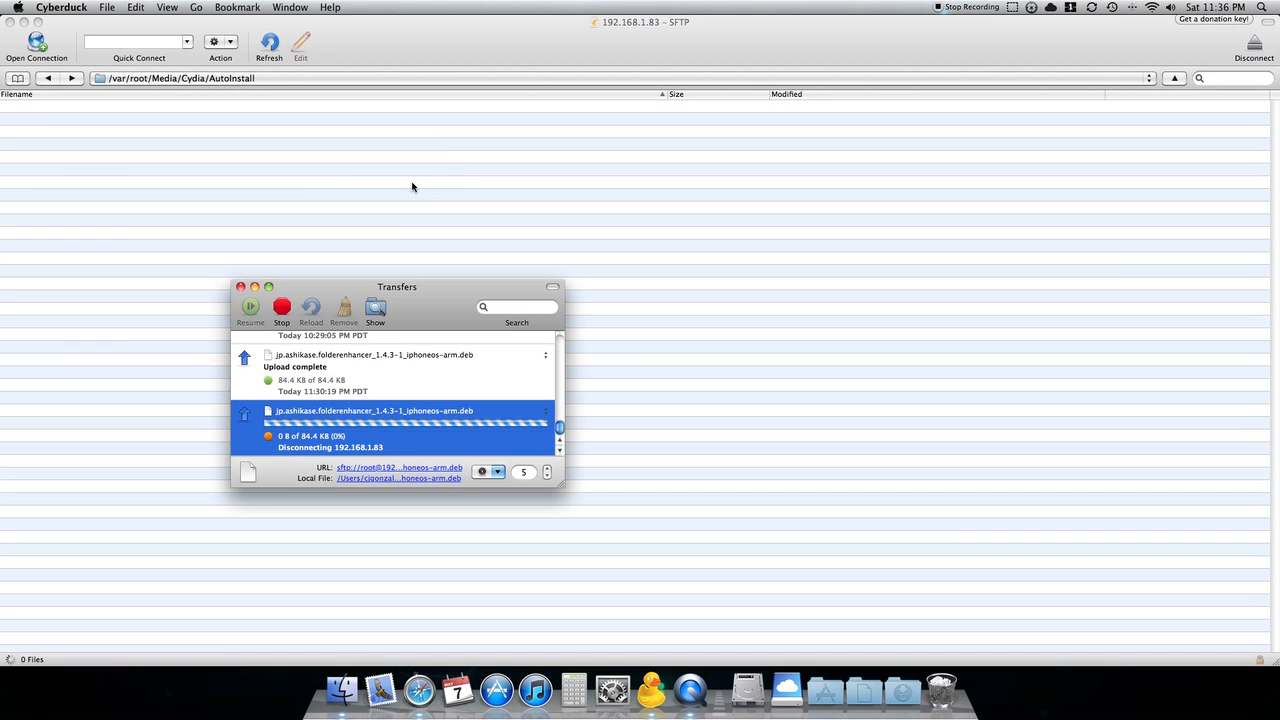 Cyberduck File Edit View Go Bookmark Window Help Stop Recording 1 Sat 11:36 PM
192.168.1.83 – SFTP
Get a donation key!
Open Connection Quick Connect Action Refresh Edit Disconnect
/var/root/Media/Cydia/AutoInstall
Filename Size Modified
Transfers
Resume Stop Reload Remove Show Search
Today 10:29:05 PM PDT
jp.ashikase.folderenhancer_1.4.3-1_iphoneos-arm.deb
Upload complete
84.4 KB of 84.4 KB
Today 11:30:19 PM PDT
jp.ashikase.folderenhancer_1.4.3-1_iphoneos-arm.deb
0 B of 84.4 KB (0%)
Disconnecting 192.168.1.83
URL: sftp://root@192...honeos-arm.deb 5
Local File: /Users/cjgonzal...honeos-arm.deb
0 Files
7